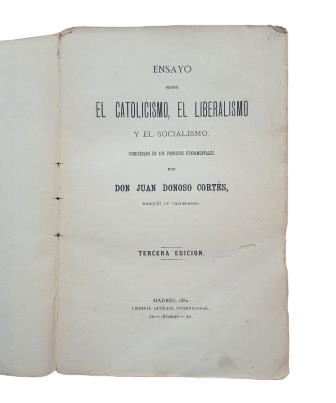 ENSAYO
SOBRE
EL CATOLICISMO, EL LIBERALISMO
Y EL SOCIALISMO,
CONSIDERADOS EN SUS PRINCIPIOS FUNDAMENTALES,
POR
DON JUAN DONOSO CORTÉS,
MARQUÉS DE VALDEGAMAS.
TERCERA EDICION.
MADRID,
LIBRERÍA CATÓLICA INTERNACIONAL,
Arenal